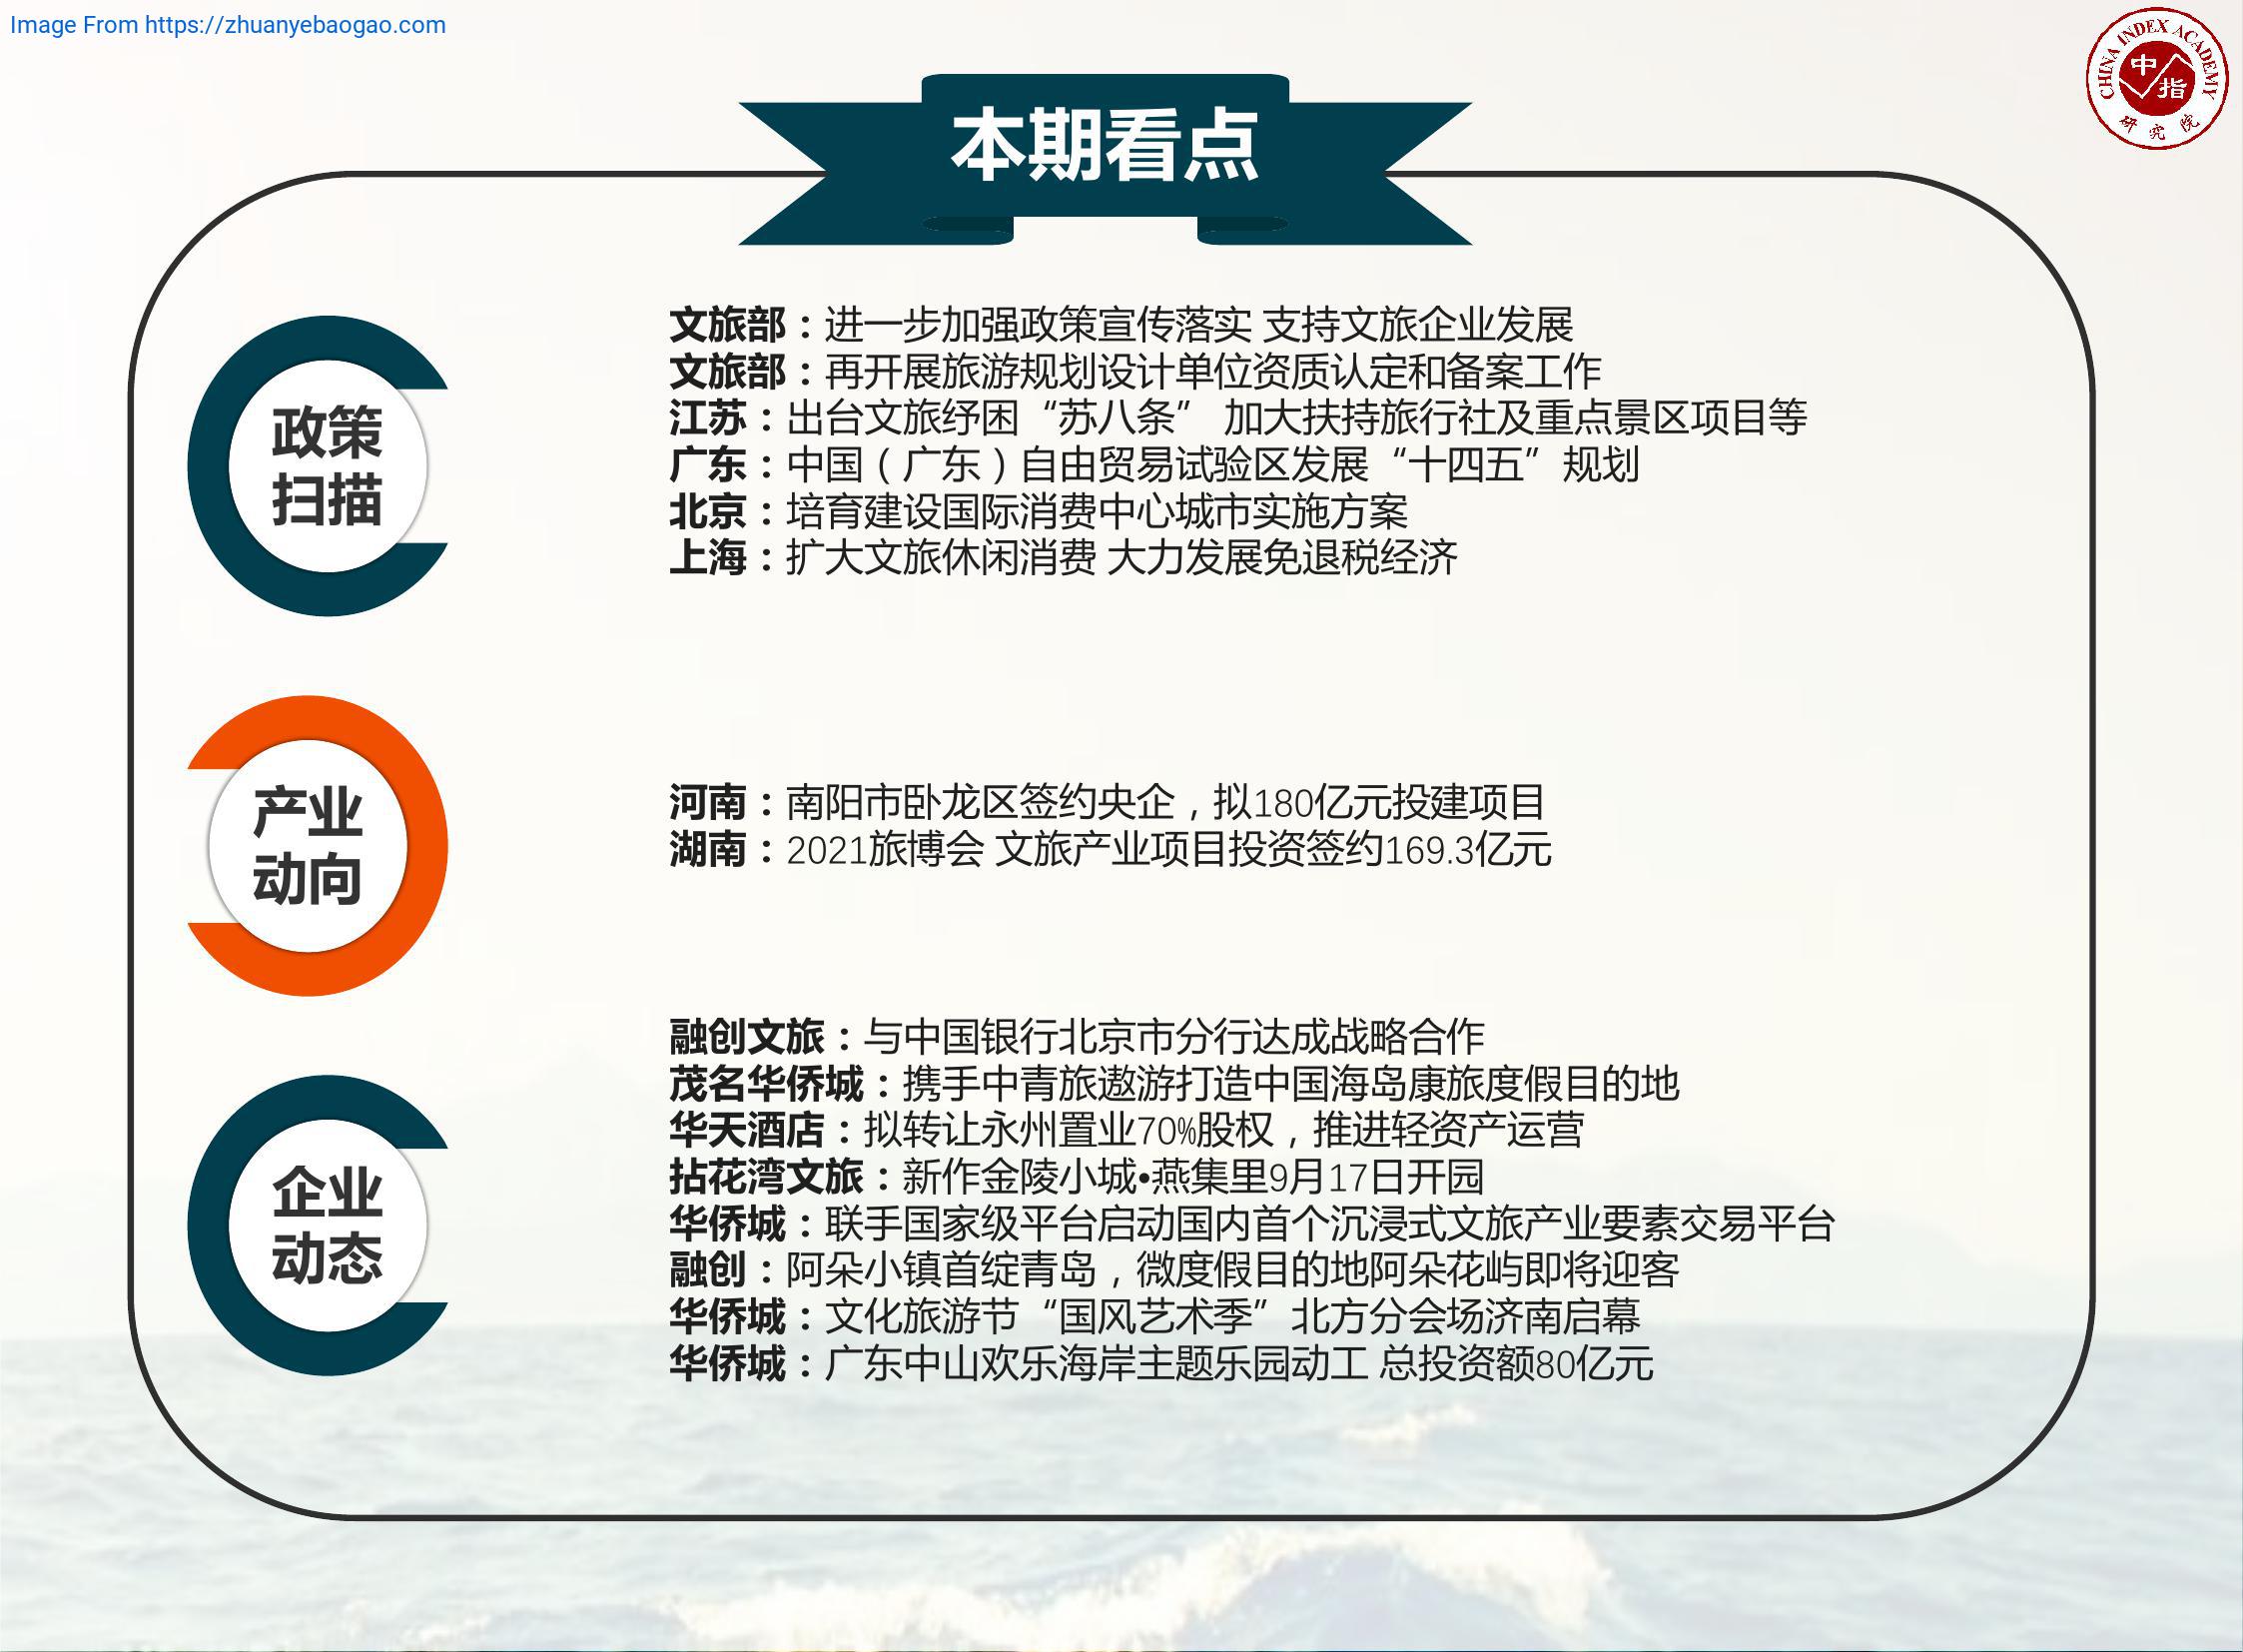 Image From https://zhuanyebaogao.com
CHINA INDEX ACADEMY
中指
研究院
本期看点
政策
扫描
文旅部：进一步加强政策宣传落实 支持文旅企业发展
文旅部：再开展旅游规划设计单位资质认定和备案工作
江苏：出台文旅纾困“苏八条” 加大扶持旅行社及重点景区项目等
广东：中国（广东）自由贸易试验区发展“十四五”规划
北京：培育建设国际消费中心城市实施方案
上海：扩大文旅休闲消费 大力发展免退税经济
产业
动向
河南：南阳市卧龙区签约央企，拟180亿元投建项目
湖南：2021旅博会 文旅产业项目投资签约169.3亿元
企业
动态
融创文旅：与中国银行北京市分行达成战略合作
茂名华侨城：携手中青旅遨游打造中国海岛康旅度假目的地
华天酒店：拟转让永州置业70%股权，推进轻资产运营
拈花湾文旅：新作金陵小城•燕集里9月17日开园
华侨城：联手国家级平台启动国内首个沉浸式文旅产业要素交易平台
融创：阿朵小镇首绽青岛，微度假目的地阿朵花屿即将迎客
华侨城：文化旅游节“国风艺术季”北方分会场济南启幕
华侨城：广东中山欢乐海岸主题乐园动工 总投资额80亿元